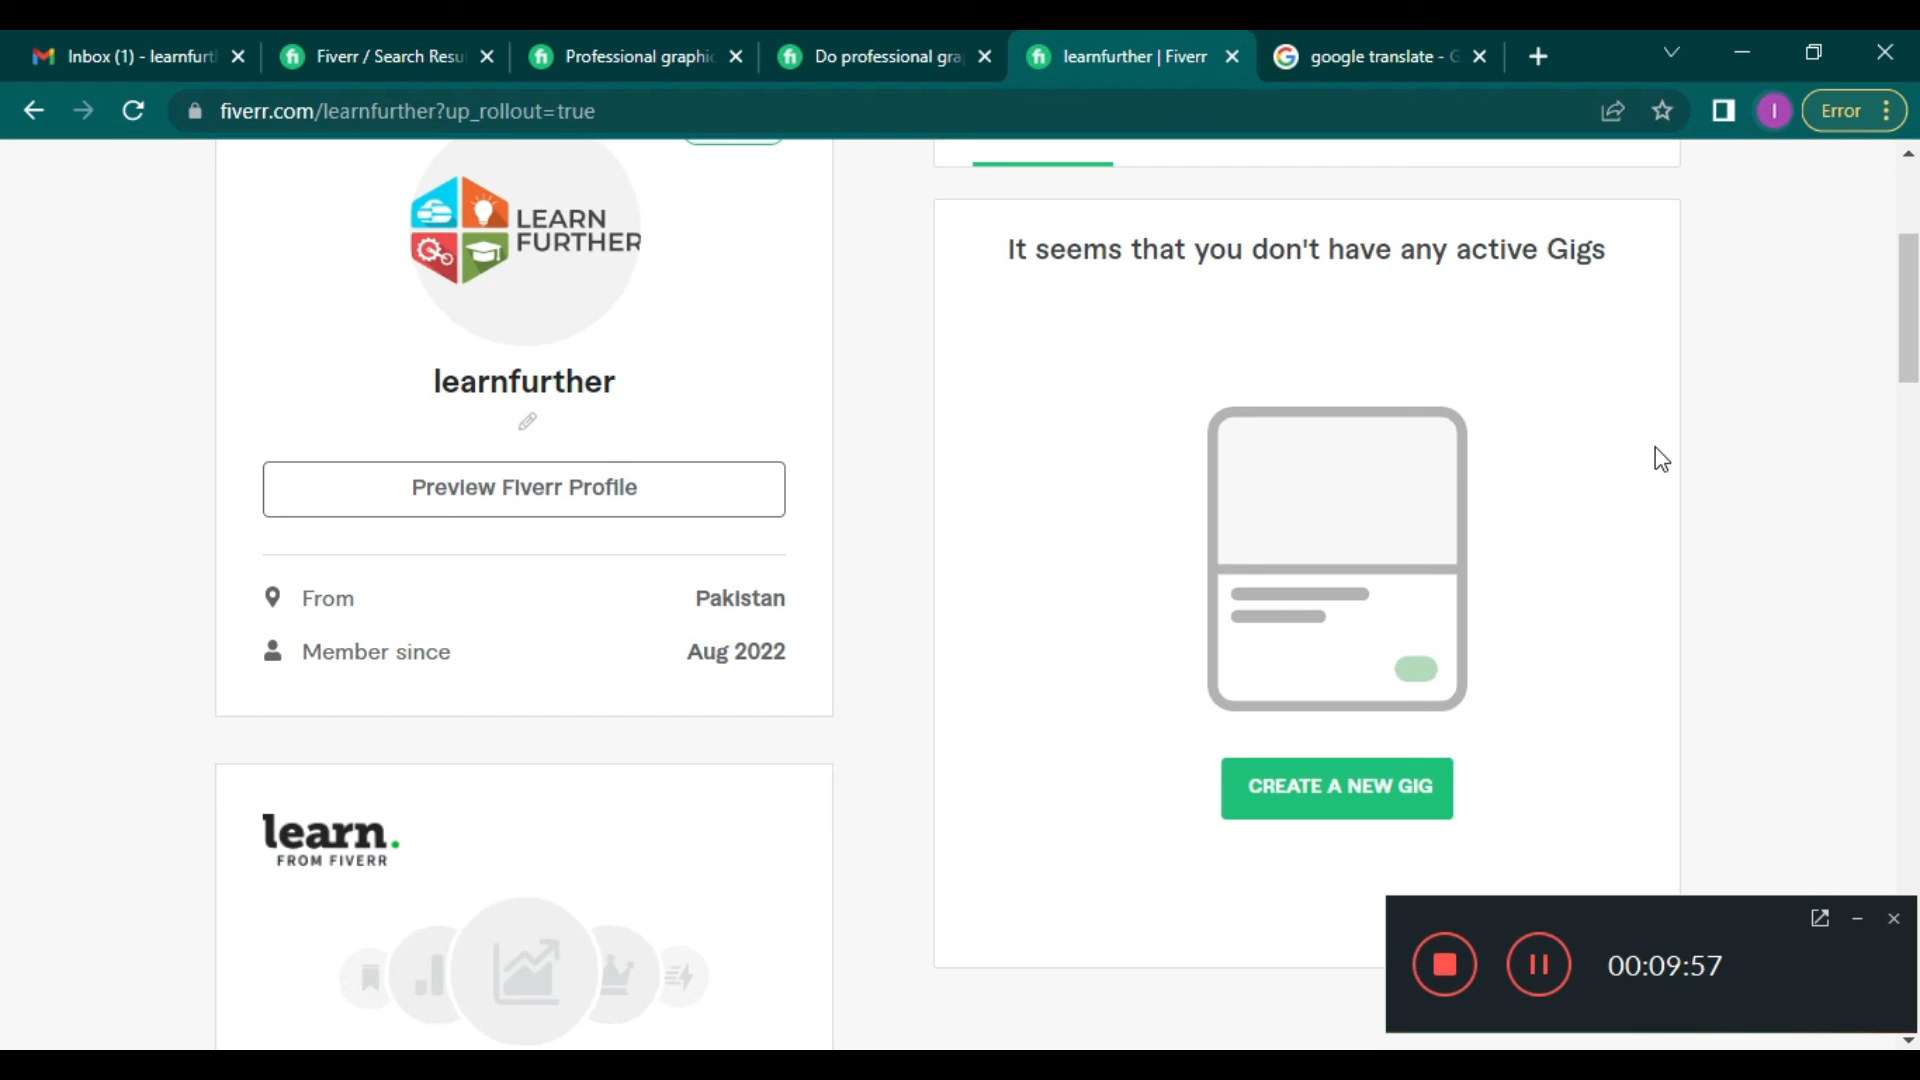 Inbox (1) - learnfurt
Fiverr / Search Resu
Professional graphic
Do professional gra
learnfurther | Fiverr
google translate - G
fiverr.com/learnfurther?up_rollout=true
I
Error
LEARN
FURTHER
learnfurther
Preview Fiverr Profile
From
Pakistan
Member since
Aug 2022
learn.
FROM FIVERR
It seems that you don't have any active Gigs
CREATE A NEW GIG
00:09:57